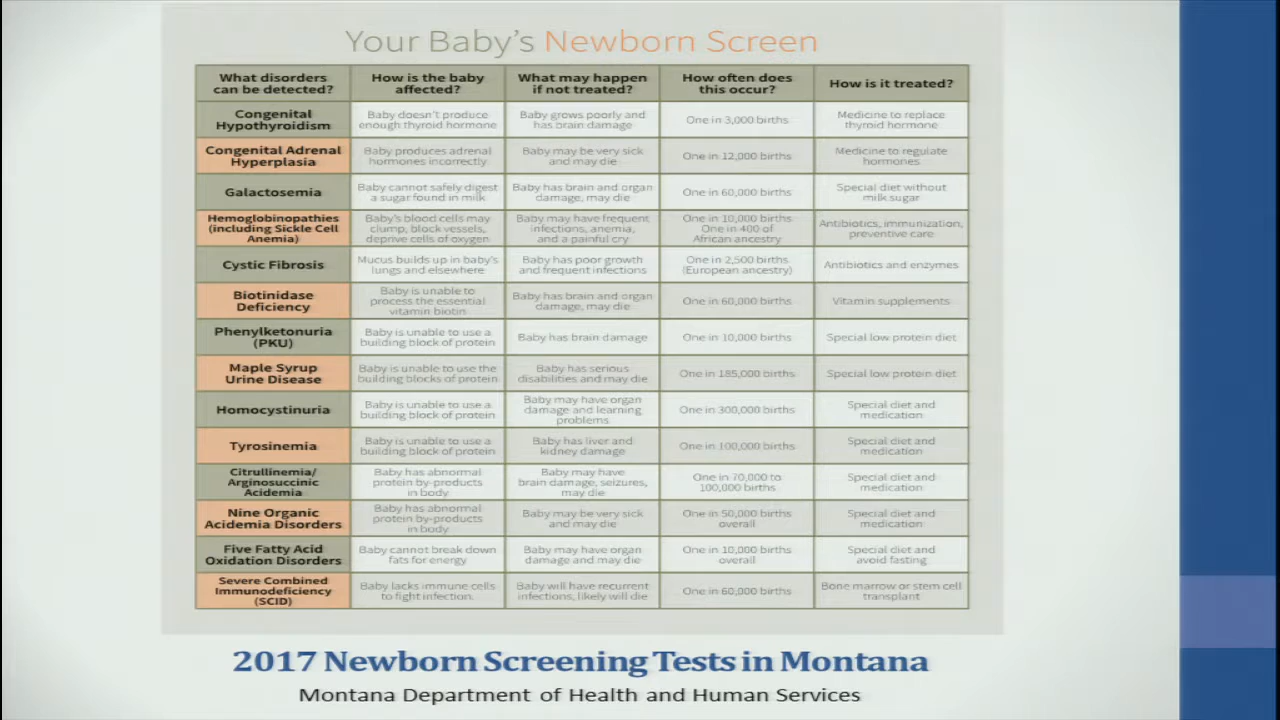 Your Baby's Newborn Screen
What disorders can be detected? How is the baby affected? What may happen if not treated? How often does this occur? How is it treated?
Congenital Hypothyroidism Baby doesn't produce enough thyroid hormone Baby grows poorly and has brain damage One in 3,000 births Medicine to replace thyroid hormone
Congenital Adrenal Hyperplasia Baby produces adrenal hormones incorrectly Baby may be very sick and may die One in 12,000 births Medicine to regulate hormones
Galactosemia Baby cannot safely digest a sugar found in milk Baby has brain and organ damage, may die One in 60,000 births Special diet without milk sugar
Hemoglobinopathies (including Sickle Cell Anemia) Baby's blood cells may clump, block vessels, deprive cells of oxygen Baby may have frequent infections, anemia, and a painful cry One in 10,000 births One in 400 of African ancestry Antibiotics, immunization, preventive care
Cystic Fibrosis Mucus builds up in baby's lungs and elsewhere Baby has poor growth and frequent infections One in 2,500 births (European ancestry) Antibiotics and enzymes
Biotinidase Deficiency Baby is unable to process the essential vitamin biotin Baby has brain and organ damage, may die One in 60,000 births Vitamin supplements
Phenylketonuria (PKU) Baby is unable to use a building block of protein Baby has brain damage One in 10,000 births Special low protein diet
Maple Syrup Urine Disease Baby is unable to use the building blocks of protein Baby has serious disabilities and may die One in 185,000 births Special low protein diet
Homocystinuria Baby is unable to use a building block of protein Baby may have organ damage and learning problems One in 300,000 births Special diet and medication
Tyrosinemia Baby is unable to use a building block of protein Baby has liver and kidney damage One in 100,000 births Special diet and medication
Citrullinemia/ Arginosuccinic Acidemia Baby has abnormal protein by-products in body Baby may have brain damage, seizures, may die One in 70,000 to 100,000 births Special diet and medication
Nine Organic Acidemia Disorders Baby has abnormal protein by-products in body Baby may be very sick and may die One in 50,000 births overall Special diet and medication
Five Fatty Acid Oxidation Disorders Baby cannot break down fats for energy Baby may have organ damage and may die One in 10,000 births overall Special diet and avoid fasting
Severe Combined Immunodeficiency (SCID) Baby lacks immune cells to fight infection. Baby will have recurrent infections, likely will die One in 60,000 births Bone marrow or stem cell transplant
2017 Newborn Screening Tests in Montana
Montana Department of Health and Human Services